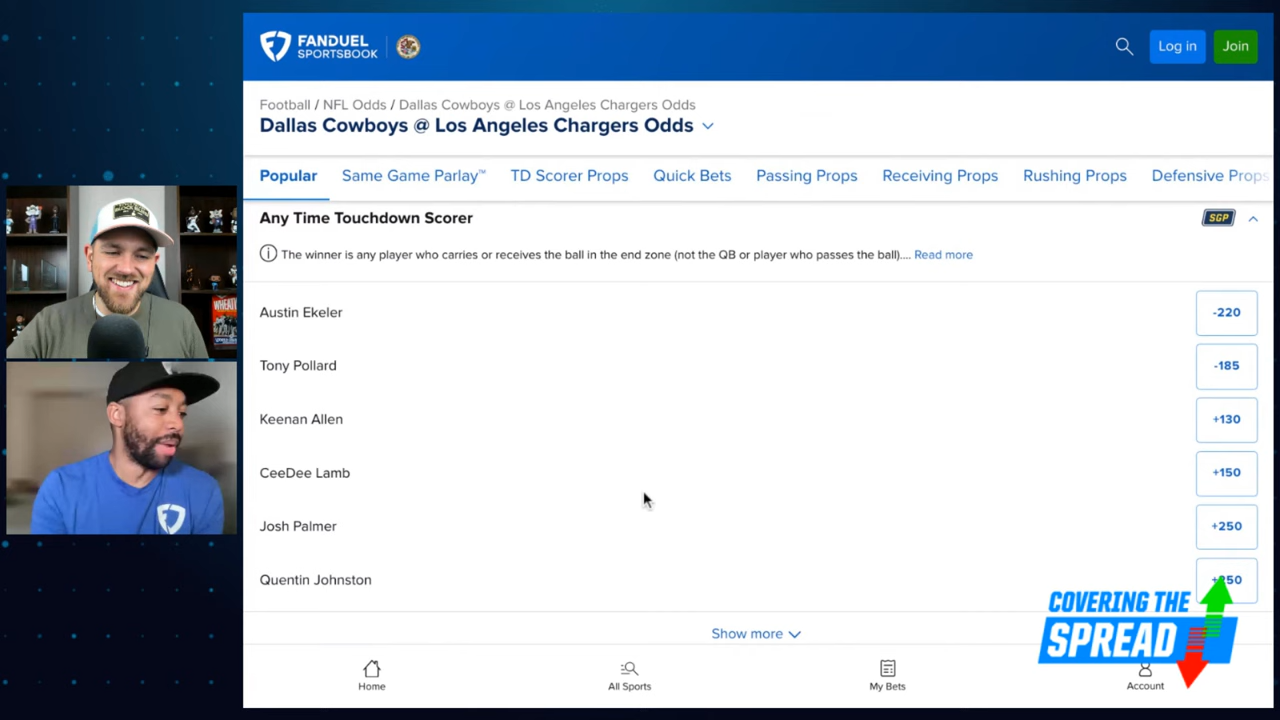 FANDUEL
SPORTSBOOK
Log in
Join
Football / NFL Odds / Dallas Cowboys @ Los Angeles Chargers Odds
Dallas Cowboys @ Los Angeles Chargers Odds
Popular Same Game Parlay™ TD Scorer Props Quick Bets Passing Props Receiving Props Rushing Props Defensive Props
Any Time Touchdown Scorer
SGP
The winner is any player who carries or receives the ball in the end zone (not the QB or player who passes the ball).... Read more
Austin Ekeler -220
Tony Pollard -185
Keenan Allen +130
CeeDee Lamb +150
Josh Palmer +250
Quentin Johnston
COVERING THE
SPREAD
Show more
Home All Sports My Bets Account
WHEATIES